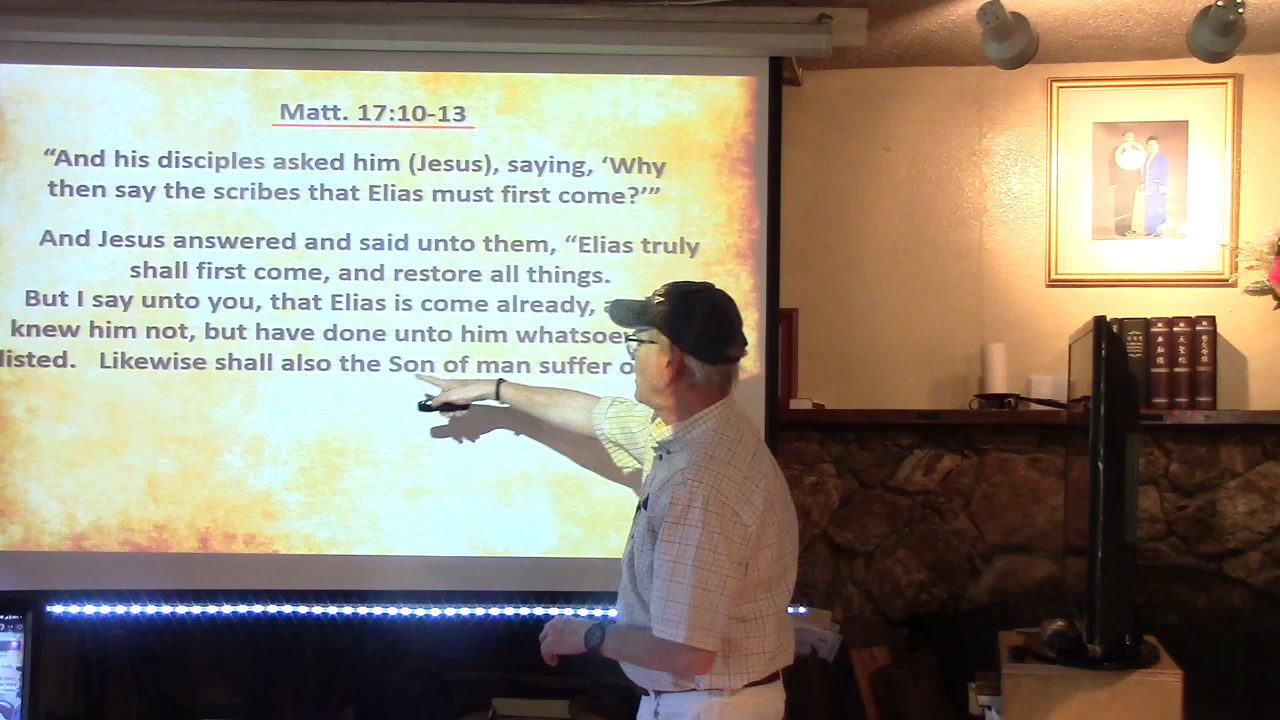 Matt. 17:10-13
“And his disciples asked him (Jesus), saying, ‘Why
then say the scribes that Elias must first come?’”
And Jesus answered and said unto them, “Elias truly
shall first come, and restore all things.
But I say unto you, that Elias is come already,
knew him not, but have done unto him
listed. Likewise shall also the Son of man suffer
天聖經